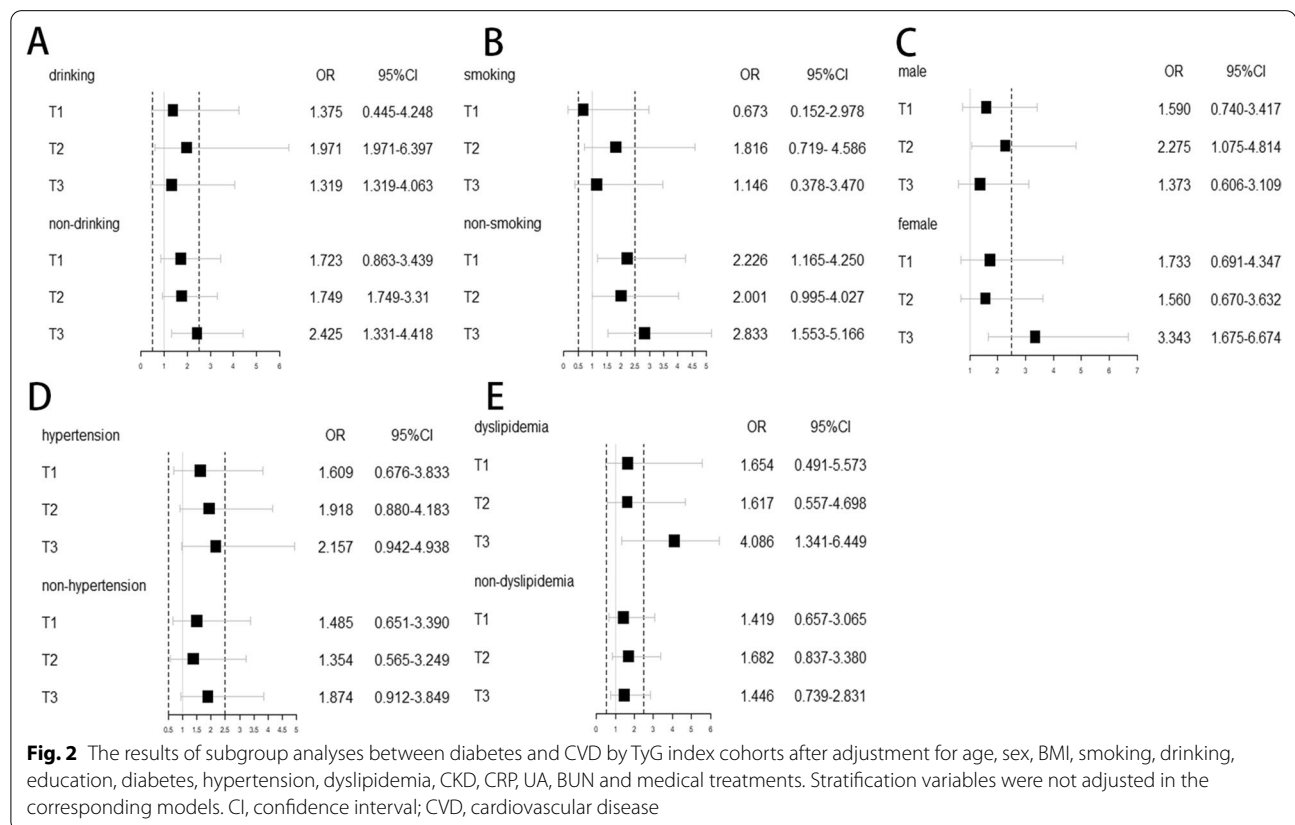 A
drinking OR 95%CI
T1 1.375 0.445-4.248
T2 1.971 1.971-6.397
T3 1.319 1.319-4.063
non-drinking
T1 1.723 0.863-3.439
T2 1.749 1.749-3.31
T3 2.425 1.331-4.418
0 0.5 1 2 2.5 3 4 5 6
B
smoking OR 95%CI
T1 0.673 0.152-2.978
T2 1.816 0.719- 4.586
T3 1.146 0.378-3.470
non-smoking
T1 2.226 1.165-4.250
T2 2.001 0.995-4.027
T3 2.833 1.553-5.166
0 0.5 1 1.5 2 2.5 3 3.5 4 4.5 5
C
male OR 95%CI
T1 1.590 0.740-3.417
T2 2.275 1.075-4.814
T3 1.373 0.606-3.109
female
T1 1.733 0.691-4.347
T2 1.560 0.670-3.632
T3 3.343 1.675-6.674
1 2 3 4 5 6 7
D
hypertension OR 95%CI
T1 1.609 0.676-3.833
T2 1.918 0.880-4.183
T3 2.157 0.942-4.938
non-hypertension
T1 1.485 0.651-3.390
T2 1.354 0.565-3.249
T3 1.874 0.912-3.849
0.5 1 1.5 2 2.5 3 3.5 4 4.5 5
E
dyslipidemia OR 95%CI
T1 1.654 0.491-5.573
T2 1.617 0.557-4.698
T3 4.086 1.341-6.449
non-dyslipidemia
T1 1.419 0.657-3.065
T2 1.682 0.837-3.380
T3 1.446 0.739-2.831
0 1 2 3 4 5 6
Fig. 2 The results of subgroup analyses between diabetes and CVD by TyG index cohorts after adjustment for age, sex, BMI, smoking, drinking,
education, diabetes, hypertension, dyslipidemia, CKD, CRP, UA, BUN and medical treatments. Stratification variables were not adjusted in the
corresponding models. CI, confidence interval; CVD, cardiovascular disease